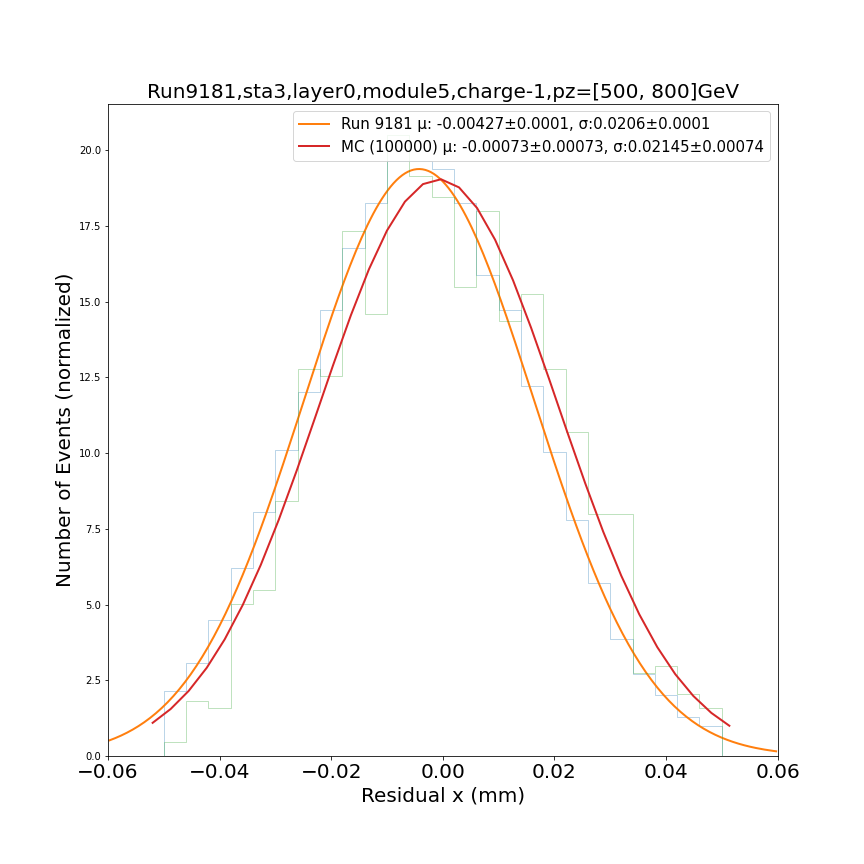 Run9181,sta3,layer0,module5,charge-1,pz=[500, 800]GeV
Run 9181 μ: -0.00427±0.0001, σ:0.0206±0.0001
MC (100000) μ: -0.00073±0.00073, σ:0.02145±0.00074
Number of Events (normalized)
20.0
17.5
15.0
12.5
10.0
7.5
5.0
2.5
0.0
−0.06 −0.04 −0.02 0.00 0.02 0.04 0.06
Residual x (mm)